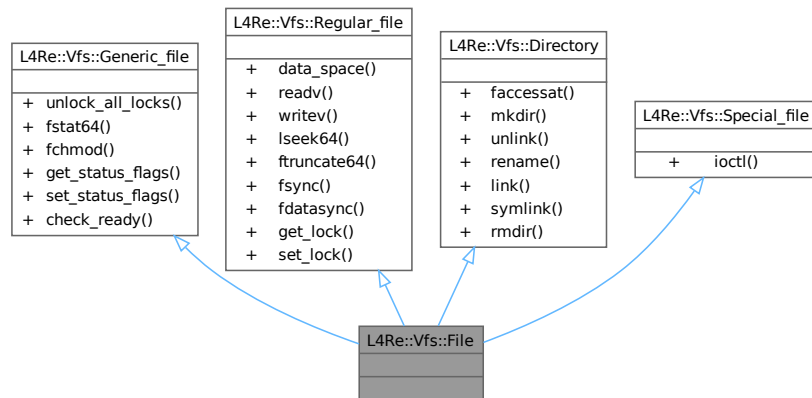 L4Re::Vfs::Generic_file
+ unlock_all_locks()
+ fstat64()
+ fchmod()
+ get_status_flags()
+ set_status_flags()
+ check_ready()
L4Re::Vfs::Regular_file
+ data_space()
+ readv()
+ writev()
+ lseek64()
+ ftruncate64()
+ fsync()
+ fdatasync()
+ get_lock()
+ set_lock()
L4Re::Vfs::Directory
+ faccessat()
+ mkdir()
+ unlink()
+ rename()
+ link()
+ symlink()
+ rmdir()
L4Re::Vfs::Special_file
+ ioctl()
L4Re::Vfs::File